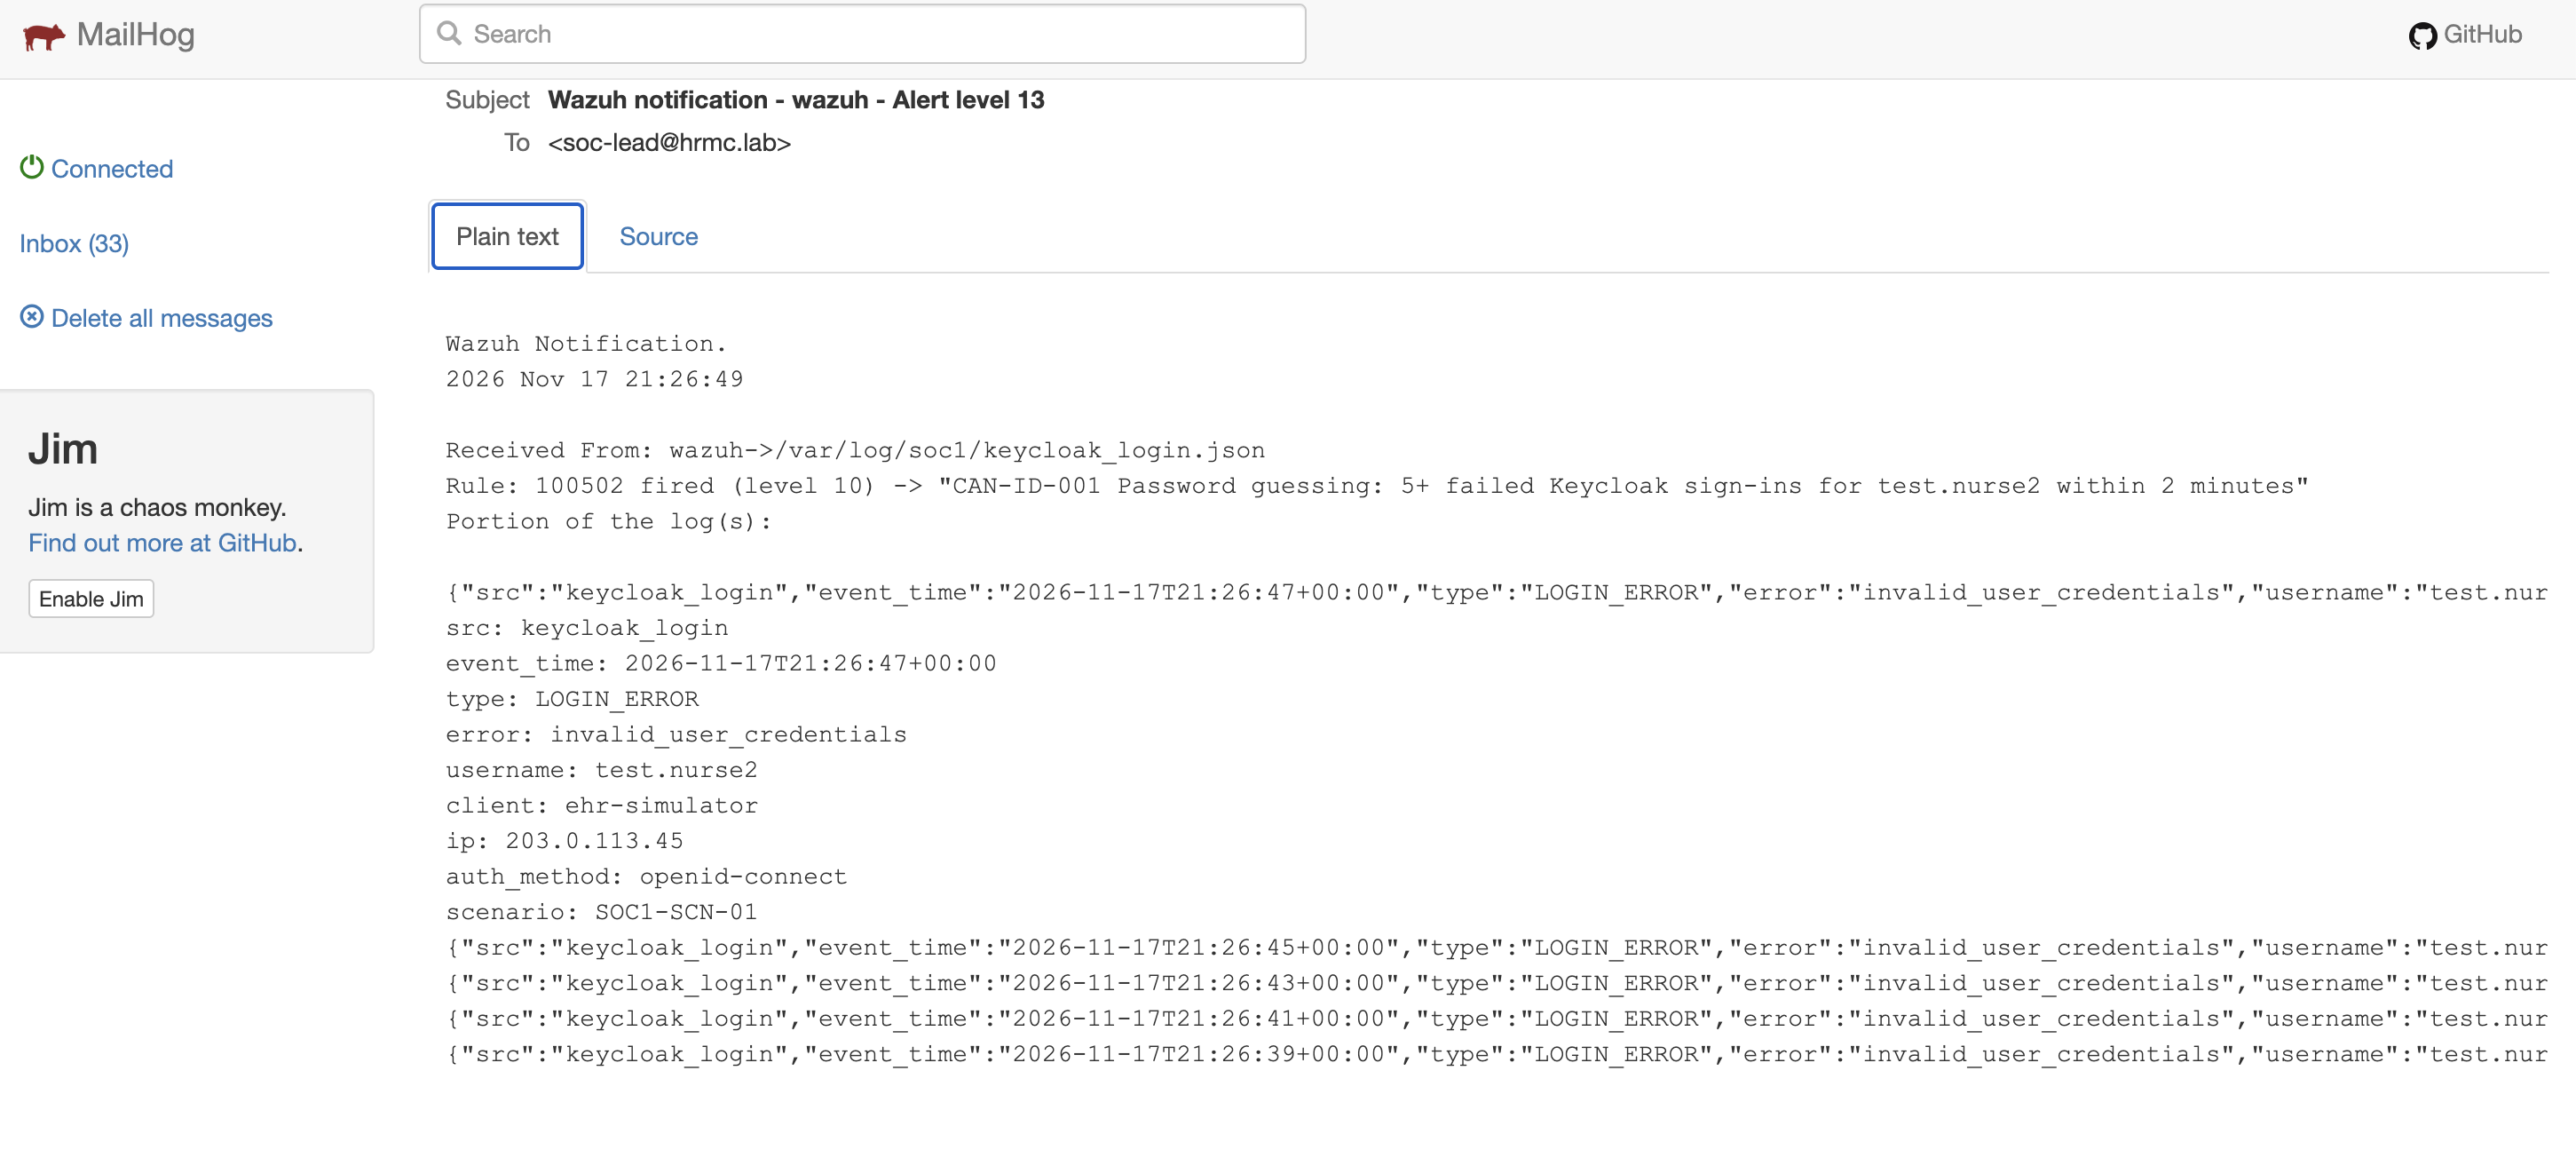 MailHog
Search
GitHub
Subject Wazuh notification - wazuh - Alert level 13
To <soc-lead@hrmc.lab>
Connected
Inbox (33)
Delete all messages
Jim
Jim is a chaos monkey.
Find out more at GitHub.
Enable Jim
Plain text
Source
Wazuh Notification.
2026 Nov 17 21:26:49
Received From: wazuh->/var/log/soc1/keycloak_login.json
Rule: 100502 fired (level 10) -> "CAN-ID-001 Password guessing: 5+ failed Keycloak sign-ins for test.nurse2 within 2 minutes"
Portion of the log(s):
{"src":"keycloak_login","event_time":"2026-11-17T21:26:47+00:00","type":"LOGIN_ERROR","error":"invalid_user_credentials","username":"test.nur
src: keycloak_login
event_time: 2026-11-17T21:26:47+00:00
type: LOGIN_ERROR
error: invalid_user_credentials
username: test.nurse2
client: ehr-simulator
ip: 203.0.113.45
auth_method: openid-connect
scenario: SOC1-SCN-01
{"src":"keycloak_login","event_time":"2026-11-17T21:26:45+00:00","type":"LOGIN_ERROR","error":"invalid_user_credentials","username":"test.nur
{"src":"keycloak_login","event_time":"2026-11-17T21:26:43+00:00","type":"LOGIN_ERROR","error":"invalid_user_credentials","username":"test.nur
{"src":"keycloak_login","event_time":"2026-11-17T21:26:41+00:00","type":"LOGIN_ERROR","error":"invalid_user_credentials","username":"test.nur
{"src":"keycloak_login","event_time":"2026-11-17T21:26:39+00:00","type":"LOGIN_ERROR","error":"invalid_user_credentials","username":"test.nur